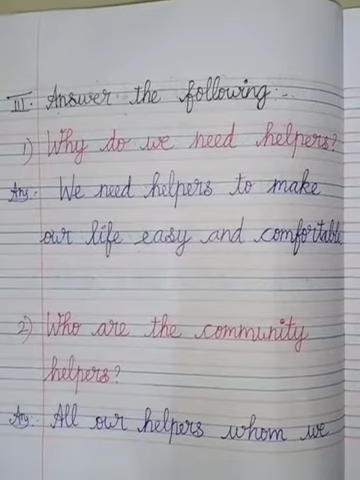 III. Answer the following:-
1) Why do we need helpers?
Ans:- We need helpers to make
our life easy and comfortable
2) Who are the community
helpers?
Ans:- All our helpers whom we